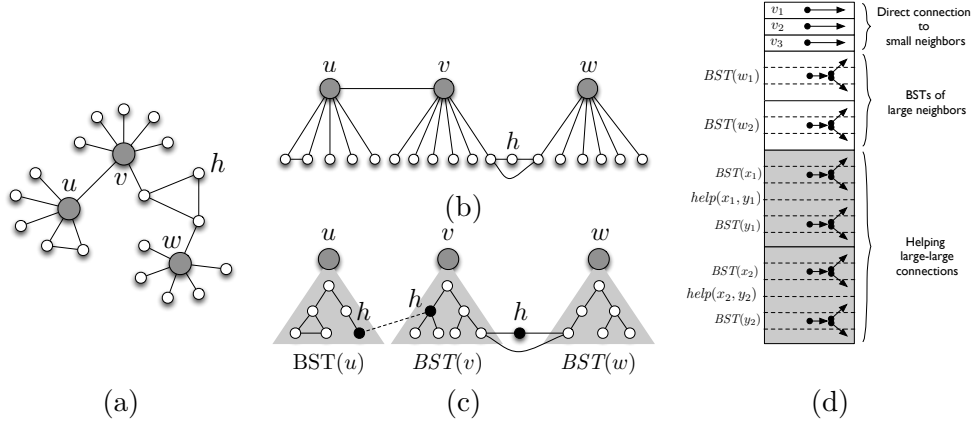 u
v
h
w
(a)
u
v
w
h
(b)
u
v
w
h
h
h
BST(u)
BST(v)
BST(w)
(c)
v₁
v₂
v₃
BST(w₁)
BST(w₂)
BST(x₁)
help(x₁, y₁)
BST(y₁)
BST(x₂)
help(x₂, y₂)
BST(y₂)
Direct connection
to
small neighbors
BSTs of
large neighbors
Helping
large-large
connections
(d)